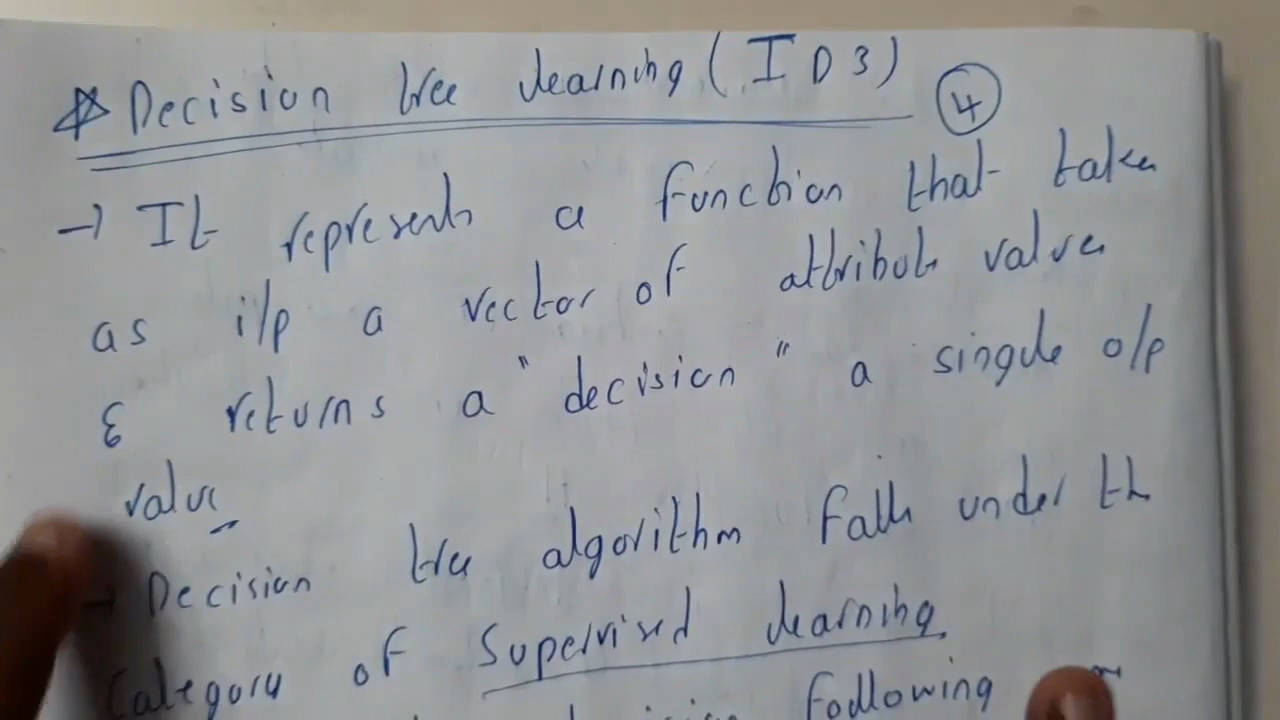 * Decision tree learning (ID3) 4
→ It represents a function that takes
as i/p a vector of attribute values
& returns a "decision" a single o/p
value
→ Decision tree algorithm falls under the
Category of Supervised learning
following